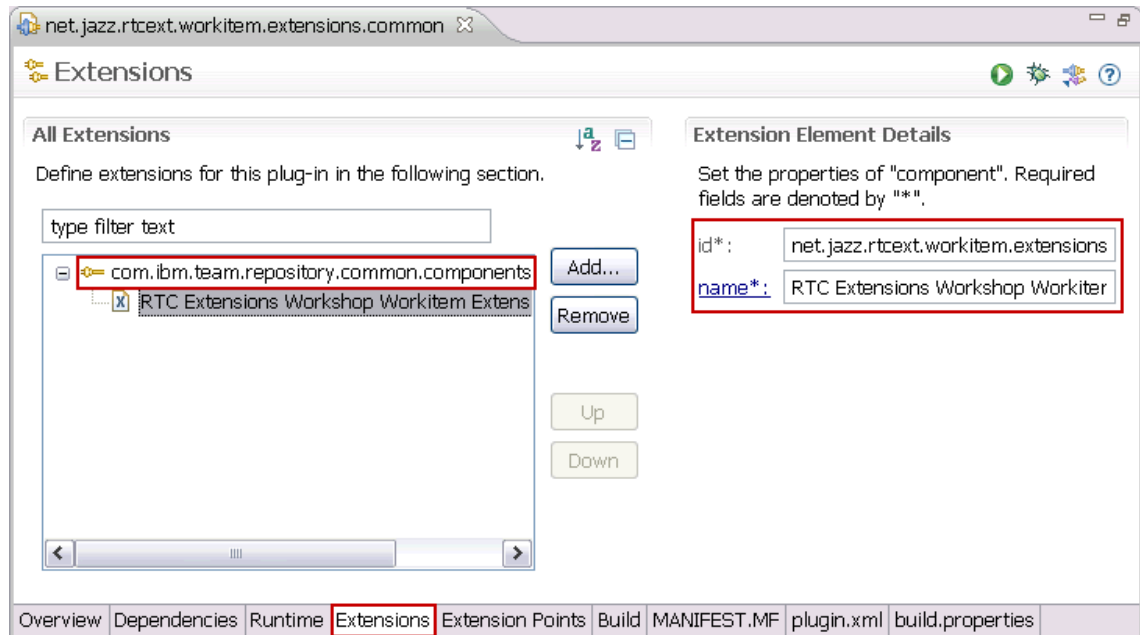 net.jazz.rtcext.workitem.extensions.common
Extensions
All Extensions
Define extensions for this plug-in in the following section.
type filter text
com.ibm.team.repository.common.components
RTC Extensions Workshop Workitem Extens
Add...
Remove
Up
Down
Extension Element Details
Set the properties of "component". Required
fields are denoted by "*".
id*: net.jazz.rtcext.workitem.extensions
name*: RTC Extensions Workshop Workiter
Overview Dependencies Runtime Extensions Extension Points Build MANIFEST.MF plugin.xml build.properties